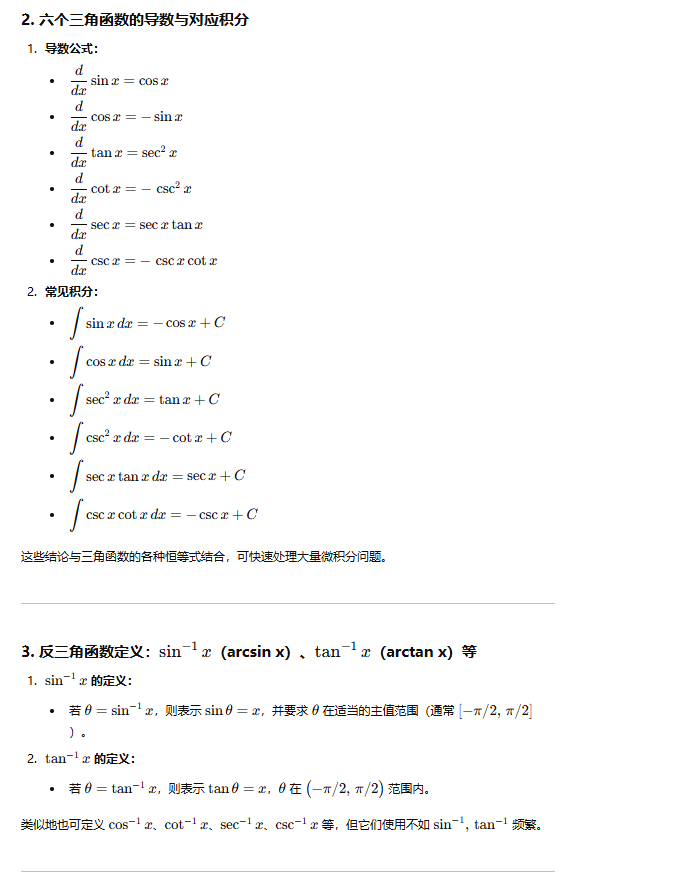 2. 六个三角函数的导数与对应积分
1. 导数公式：
• d/dx sin x = cos x
• d/dx cos x = − sin x
• d/dx tan x = sec² x
• d/dx cot x = − csc² x
• d/dx sec x = sec x tan x
• d/dx csc x = − csc x cot x
2. 常见积分：
• ∫ sin x dx = − cos x + C
• ∫ cos x dx = sin x + C
• ∫ sec² x dx = tan x + C
• ∫ csc² x dx = − cot x + C
• ∫ sec x tan x dx = sec x + C
• ∫ csc x cot x dx = − csc x + C
这些结论与三角函数的各种恒等式结合，可快速处理大量微积分问题。
3. 反三角函数定义：sin⁻¹ x（arcsin x）、tan⁻¹ x（arctan x）等
1. sin⁻¹ x 的定义：
• 若 θ = sin⁻¹ x，则表示 sin θ = x，并要求 θ 在适当的主值范围（通常 [−π/2, π/2]
）。
2. tan⁻¹ x 的定义：
• 若 θ = tan⁻¹ x，则表示 tan θ = x，θ 在 (−π/2, π/2) 范围内。
类似地也可定义 cos⁻¹ x、cot⁻¹ x、sec⁻¹ x、csc⁻¹ x 等，但它们使用不如 sin⁻¹, tan⁻¹ 频繁。